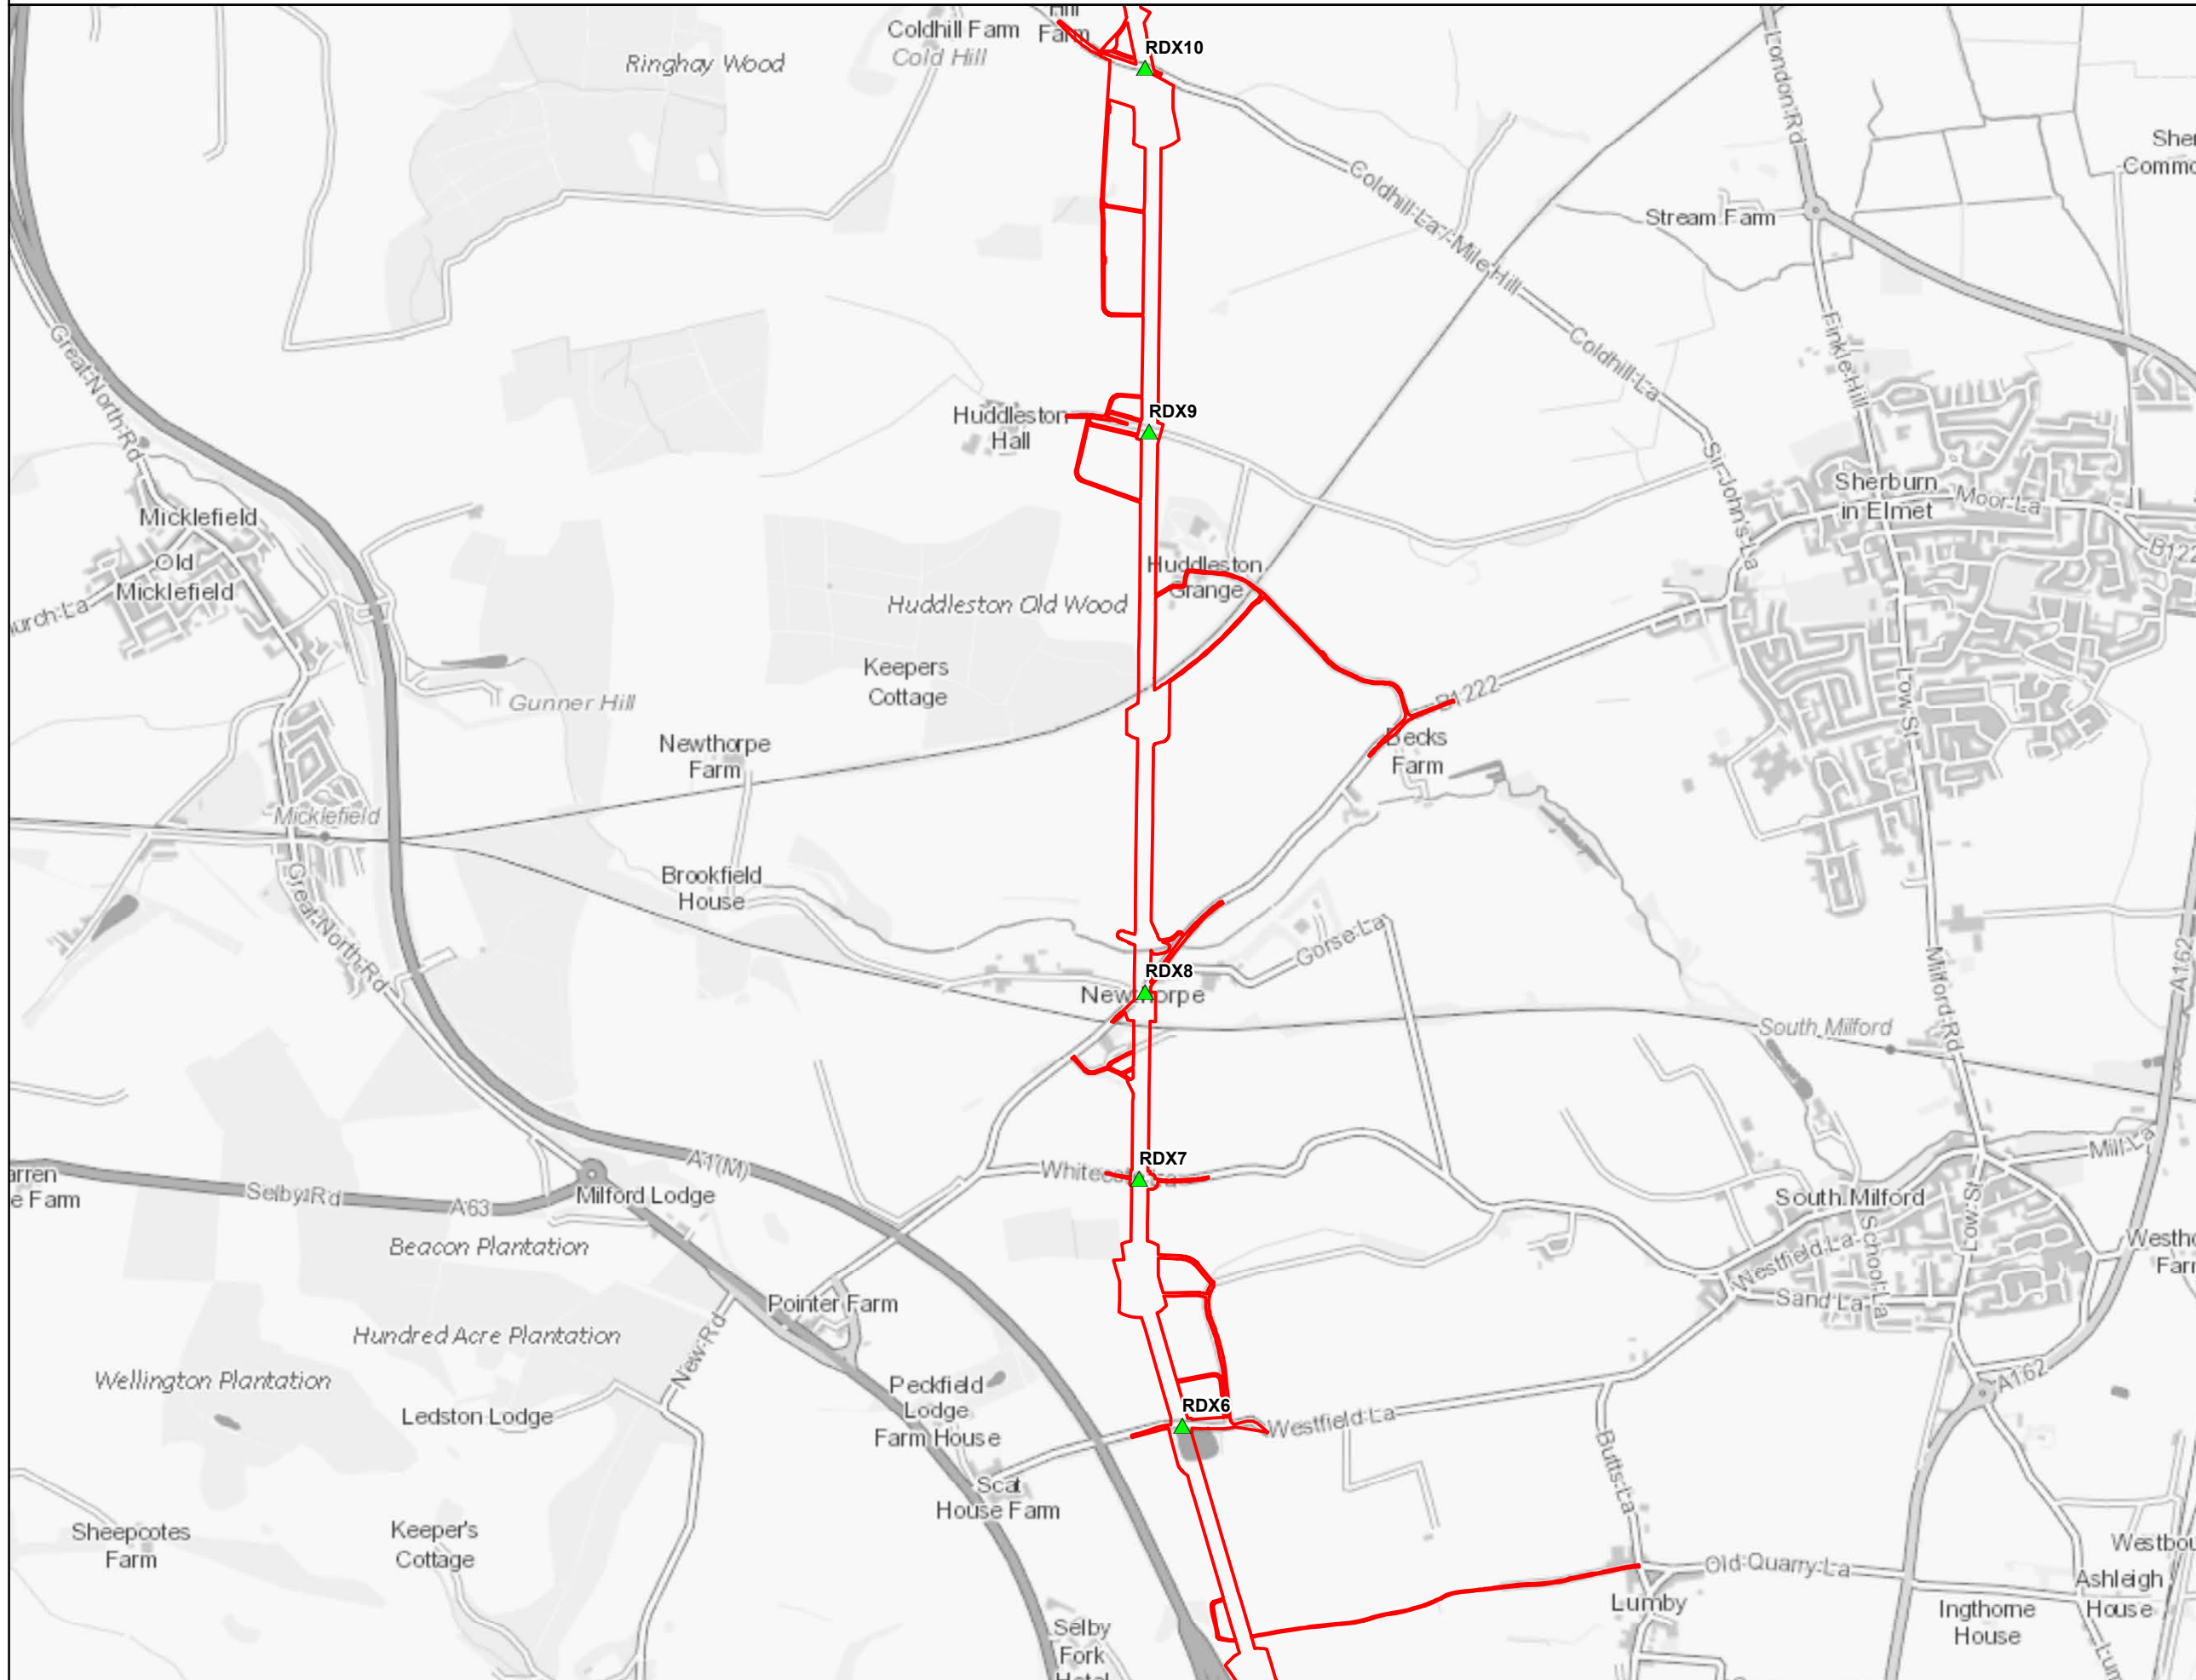 Coldhill Farm
Cold Hill
Farm
RDX10
Ringhay Wood
London Rd
Stream Farm
Coldhill La / Mile Hill
Coldhill La
Finkle Hill
Great North Rd
Huddleston
Hall
RDX9
Sir John's La
Sherburn
in Elmet
Moor La
Micklefield
Old
Micklefield
Huddleston
Grange
Huddleston Old Wood
Keepers
Cottage
Gunner Hill
B1222
Low St
Becks
Farm
Newthorpe
Farm
Micklefield
Brookfield
House
Great North Rd
Gorse La
RDX8
Newthorpe
Milford Rd
A162
South Milford
A1(M)
RDX7
Mill La
Selby Rd
A63
Milford Lodge
South Milford
Low St
School La
Beacon Plantation
Westfield La
Sand La
Pointer Farm
Hundred Acre Plantation
New Rd
Wellington Plantation
A162
Peckfield
Lodge
Farm House
Ledston Lodge
RDX6
Westfield La
Butts La
Scat
House Farm
Sheepcotes
Farm
Keeper's
Cottage
Old Quarry La
Lumby
Ashleigh
House
Ingthorne
House
Selby
Fork